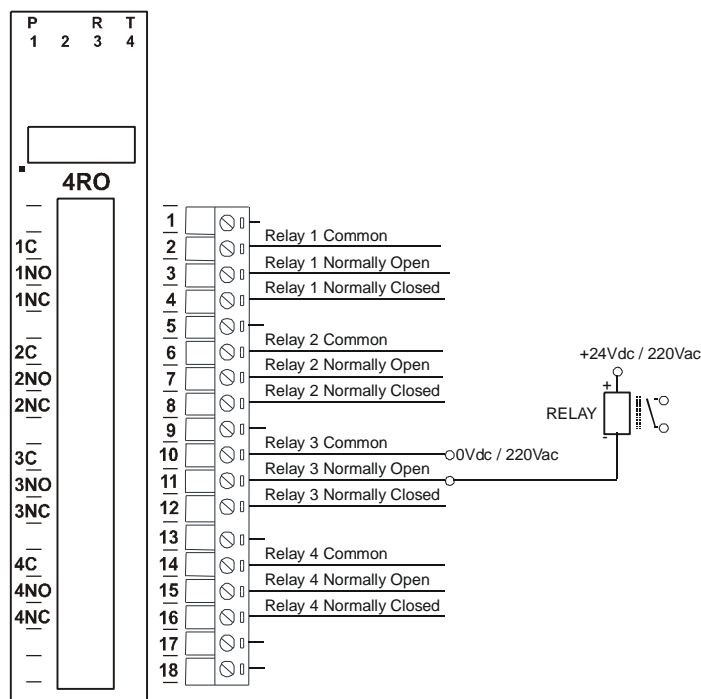 P R T
1 2 3 4
4RO
1C
1NO
1NC
2C
2NO
2NC
3C
3NO
3NC
4C
4NO
4NC
1
2 Relay 1 Common
3 Relay 1 Normally Open
4 Relay 1 Normally Closed
5
6 Relay 2 Common
7 Relay 2 Normally Open
8 Relay 2 Normally Closed
9
10 Relay 3 Common 0Vdc / 220Vac
11 Relay 3 Normally Open
12 Relay 3 Normally Closed
13
14 Relay 4 Common
15 Relay 4 Normally Open
16 Relay 4 Normally Closed
17
18
+24Vdc / 220Vac
+
RELAY
-